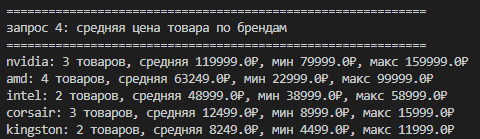 ============================================================
запрос 4: средняя цена товара по брендам
============================================================
nvidia: 3 товаров, средняя 119999.0₽, мин 79999.0₽, макс 159999.0₽
amd: 4 товаров, средняя 63249.0₽, мин 22999.0₽, макс 99999.0₽
intel: 2 товаров, средняя 48999.0₽, мин 38999.0₽, макс 58999.0₽
corsair: 3 товаров, средняя 12499.0₽, мин 8999.0₽, макс 15999.0₽
kingston: 2 товаров, средняя 8249.0₽, мин 4499.0₽, макс 11999.0₽